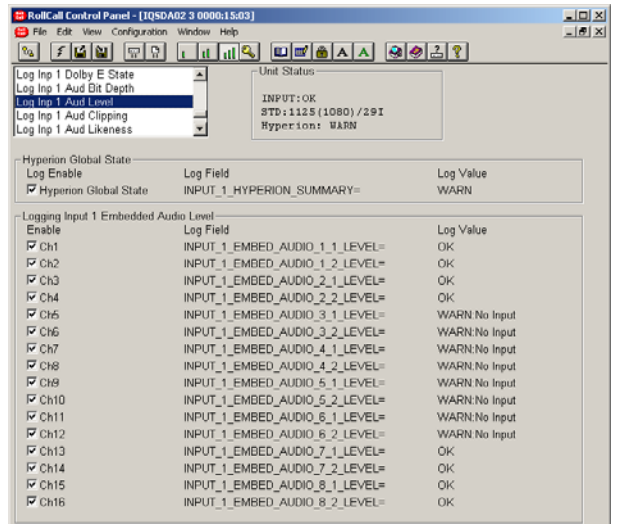 RollCall Control Panel - [IQSDA02 3 0000:15:03]
File Edit View Configuration Window Help
Log Inp 1 Dolby E State
Log Inp 1 Aud Bit Depth
Log Inp 1 Aud Level
Log Inp 1 Aud Clipping
Log Inp 1 Aud Likeness
Unit Status
INPUT:OK
STD:1125(1080)/29I
Hyperion: WARN
Hyperion Global State
Log Enable Log Field Log Value
Hyperion Global State INPUT_1_HYPERION_SUMMARY= WARN
Logging Input 1 Embedded Audio Level
Enable Log Field Log Value
Ch1 INPUT_1_EMBED_AUDIO_1_1_LEVEL= OK
Ch2 INPUT_1_EMBED_AUDIO_1_2_LEVEL= OK
Ch3 INPUT_1_EMBED_AUDIO_2_1_LEVEL= OK
Ch4 INPUT_1_EMBED_AUDIO_2_2_LEVEL= OK
Ch5 INPUT_1_EMBED_AUDIO_3_1_LEVEL= WARN:No Input
Ch6 INPUT_1_EMBED_AUDIO_3_2_LEVEL= WARN:No Input
Ch7 INPUT_1_EMBED_AUDIO_4_1_LEVEL= WARN:No Input
Ch8 INPUT_1_EMBED_AUDIO_4_2_LEVEL= WARN:No Input
Ch9 INPUT_1_EMBED_AUDIO_5_1_LEVEL= WARN:No Input
Ch10 INPUT_1_EMBED_AUDIO_5_2_LEVEL= WARN:No Input
Ch11 INPUT_1_EMBED_AUDIO_6_1_LEVEL= WARN:No Input
Ch12 INPUT_1_EMBED_AUDIO_6_2_LEVEL= WARN:No Input
Ch13 INPUT_1_EMBED_AUDIO_7_1_LEVEL= OK
Ch14 INPUT_1_EMBED_AUDIO_7_2_LEVEL= OK
Ch15 INPUT_1_EMBED_AUDIO_8_1_LEVEL= OK
Ch16 INPUT_1_EMBED_AUDIO_8_2_LEVEL= OK